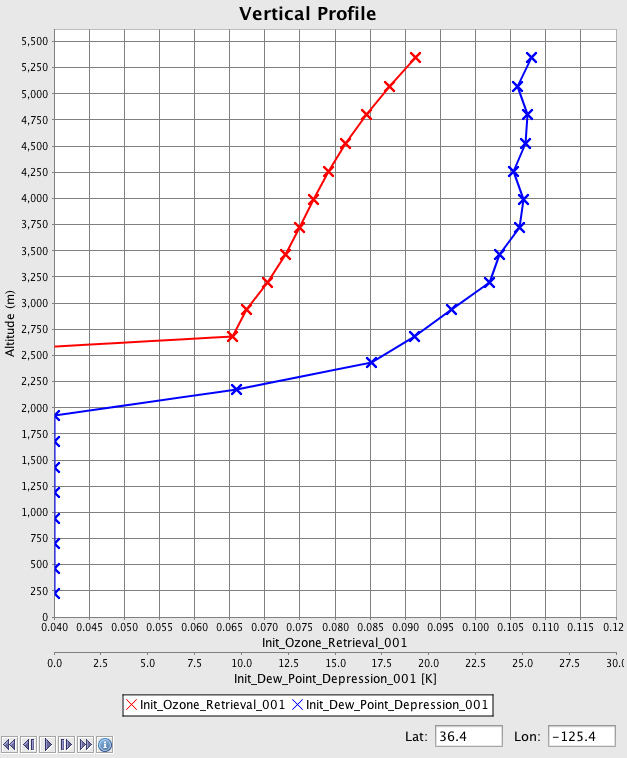 Vertical Profile
5,500
5,250
5,000
4,750
4,500
4,250
4,000
3,750
3,500
3,250
3,000
2,750
2,500
2,250
2,000
1,750
1,500
1,250
1,000
750
500
250
0
Altitude (m)
0.040 0.045 0.050 0.055 0.060 0.065 0.070 0.075 0.080 0.085 0.090 0.095 0.100 0.105 0.110 0.115 0.12
Init_Ozone_Retrieval_001
0.0 2.5 5.0 7.5 10.0 12.5 15.0 17.5 20.0 22.5 25.0 27.5 30.
Init_Dew_Point_Depression_001 [K]
Init_Ozone_Retrieval_001 Init_Dew_Point_Depression_001
Lat: 36.4 Lon: -125.4